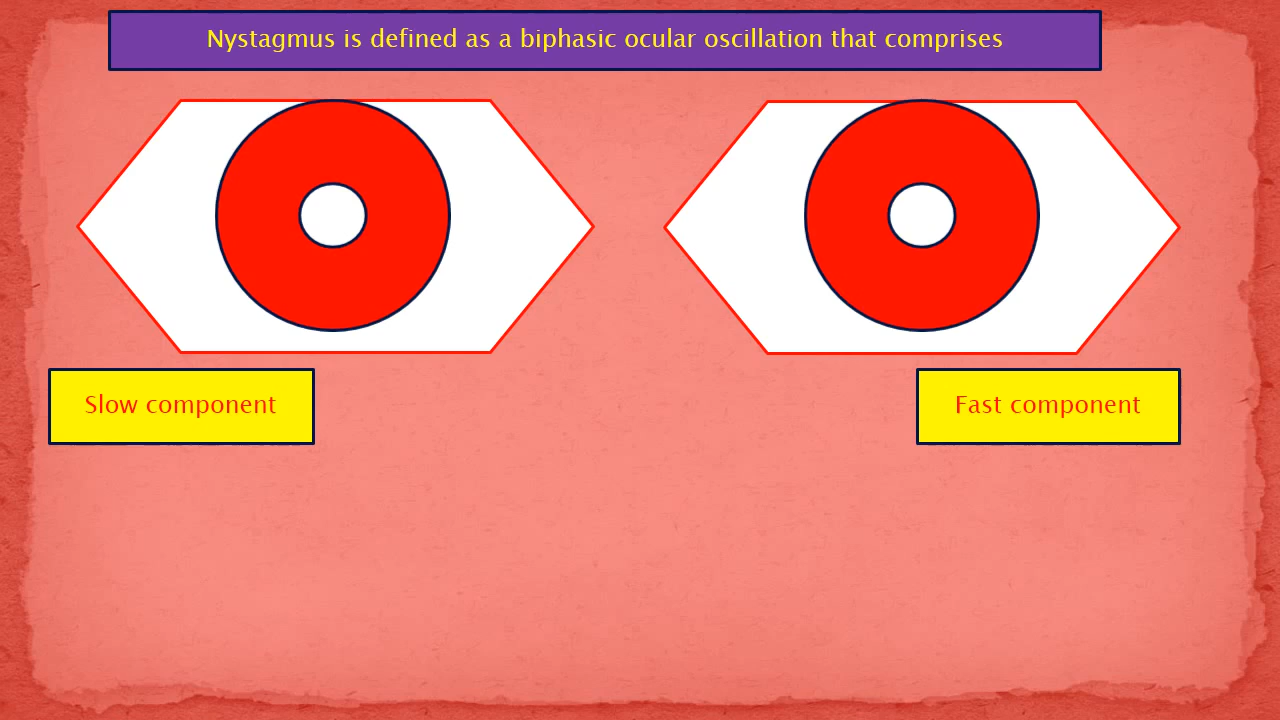 Nystagmus is defined as a biphasic ocular oscillation that comprises
Slow component
Fast component